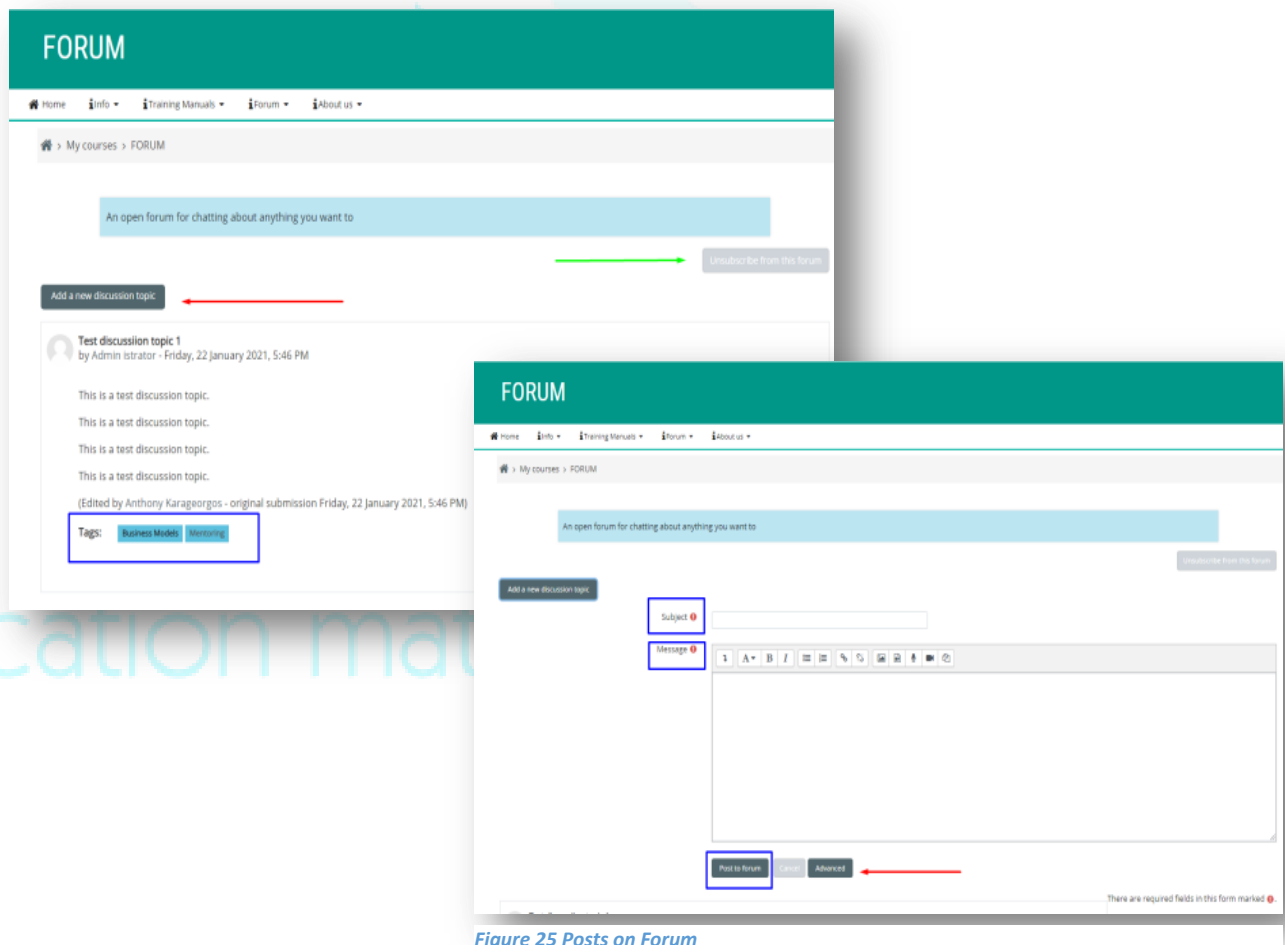 FORUM
Home Info Training Manuals Forum About us
> My courses > FORUM
An open forum for chatting about anything you want to
Unsubscribe from this forum
Add a new discussion topic
Test discussiion topic 1
by Admin istrator - Friday, 22 January 2021, 5:46 PM
This is a test discussion topic.
This is a test discussion topic.
This is a test discussion topic.
This is a test discussion topic.
(Edited by Anthony Karageorgos - original submission Friday, 22 January 2021, 5:46 PM)
Tags: Business Models Mentoring
cation mat
FORUM
Home Info Training Manuals Forum About us
> My courses > FORUM
An open forum for chatting about anything you want to
Unsubscribe from this forum
Add a new discussion topic
Subject
Message
Post to forum Cancel Advanced
There are required fields in this form marked .
Figure 25 Posts on Forum